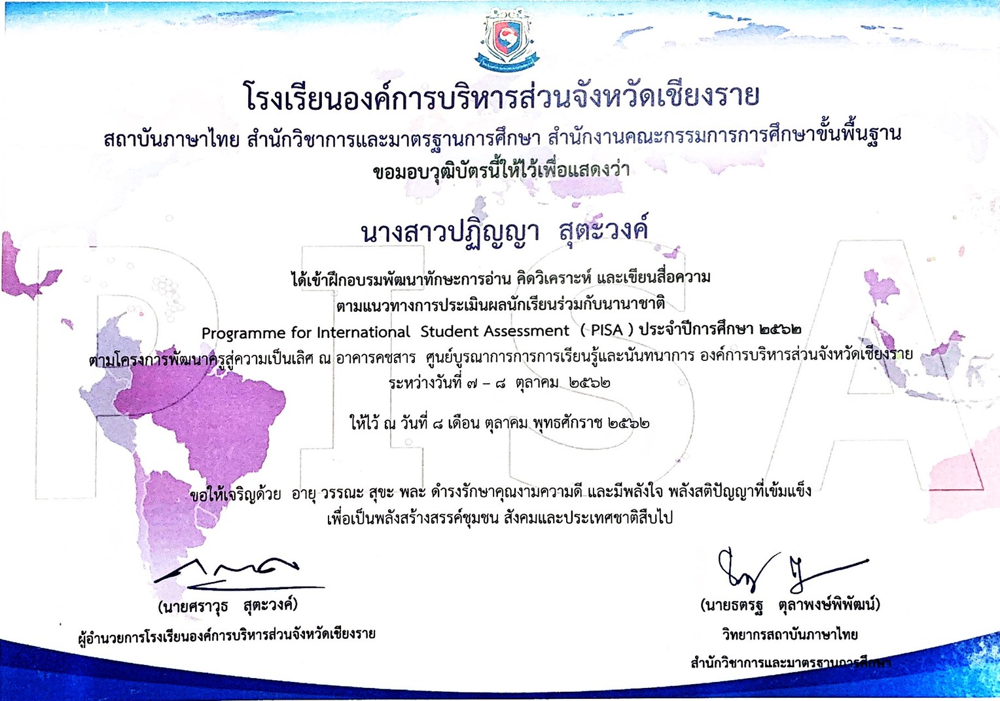 โรงเรียนองค์การบริหารส่วนจังหวัดเชียงราย
สถาบันภาษาไทย สำนักวิชาการและมาตรฐานการศึกษา สำนักงานคณะกรรมการการศึกษาขั้นพื้นฐาน
ขอมอบวุฒิบัตรนี้ให้ไว้เพื่อแสดงว่า
นางสาวปฏิญญา สุตะวงค์
PISA
ได้เข้าฝึกอบรมพัฒนาทักษะการอ่าน คิดวิเคราะห์ และเขียนสื่อความ
ตามแนวทางการประเมินผลนักเรียนร่วมกับนานาชาติ
Programme for International Student Assessment ( PISA ) ประจำปีการศึกษา ๒๕๖๒
ตามโครงการพัฒนาครูสู่ความเป็นเลิศ ณ อาคารคชสาร ศูนย์บูรณาการการการเรียนรู้และนันทนาการ องค์การบริหารส่วนจังหวัดเชียงราย
ระหว่างวันที่ ๗ – ๘ ตุลาคม ๒๕๖๒
ให้ไว้ ณ วันที่ ๘ เดือน ตุลาคม พุทธศักราช ๒๕๖๒
ขอให้เจริญด้วย อายุ วรรณะ สุขะ พละ ดำรงรักษาคุณงามความดี และมีพลังใจ พลังสติปัญญาที่เข้มแข็ง
เพื่อเป็นพลังสร้างสรรค์ชุมชน สังคมและประเทศชาติสืบไป
(นายศราวุธ สุตะวงค์)
ผู้อำนวยการโรงเรียนองค์การบริหารส่วนจังหวัดเชียงราย
(นายธตรฐ ตุลาพงษ์พิพัฒน์)
วิทยากรสถาบันภาษาไทย
สำนักวิชาการและมาตรฐานการศึกษา